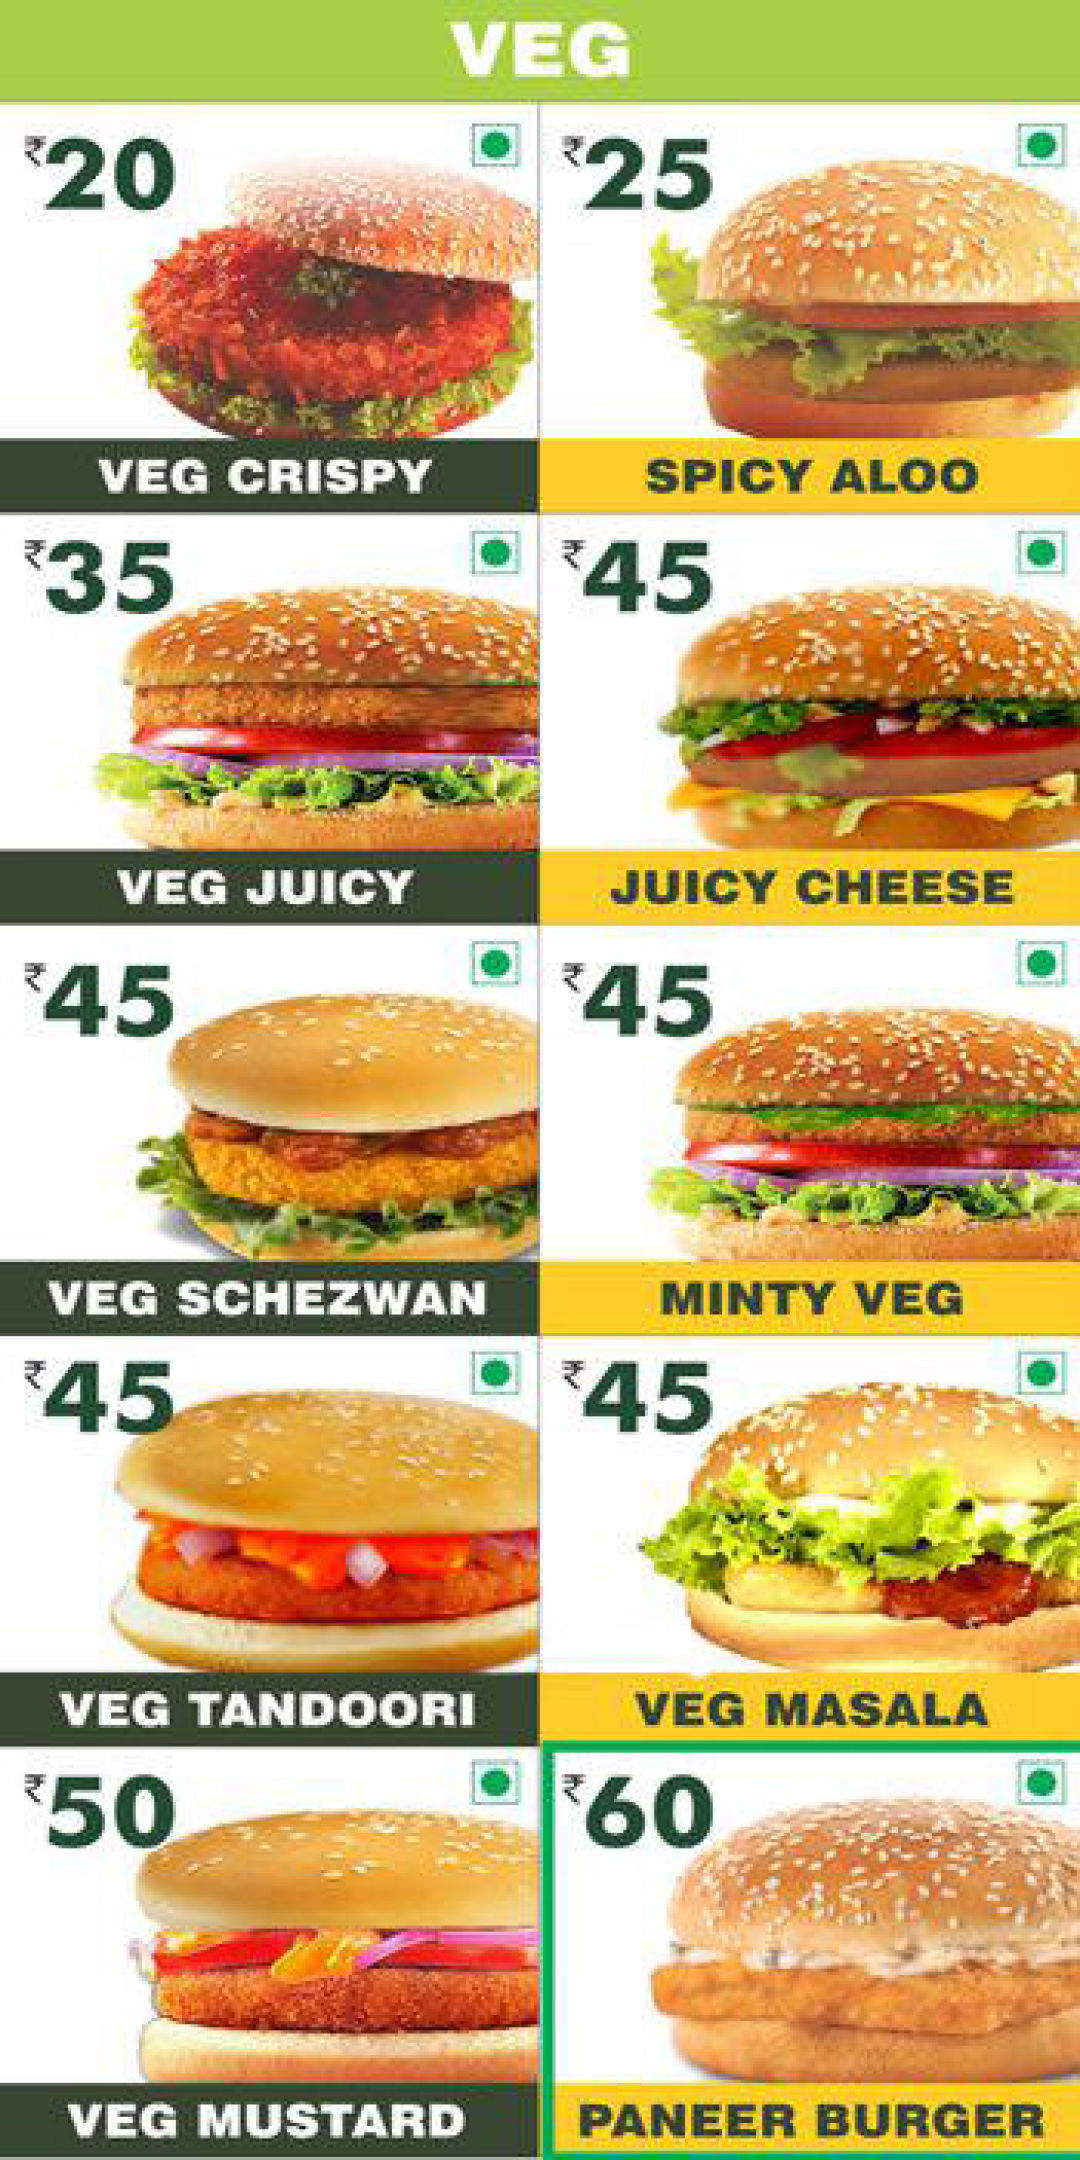 VEG
₹20
₹25
VEG CRISPY
SPICY ALOO
₹35
₹45
VEG JUICY
JUICY CHEESE
₹45
₹45
VEG SCHEZWAN
MINTY VEG
₹45
₹45
VEG TANDOORI
VEG MASALA
₹50
₹60
VEG MUSTARD
PANEER BURGER